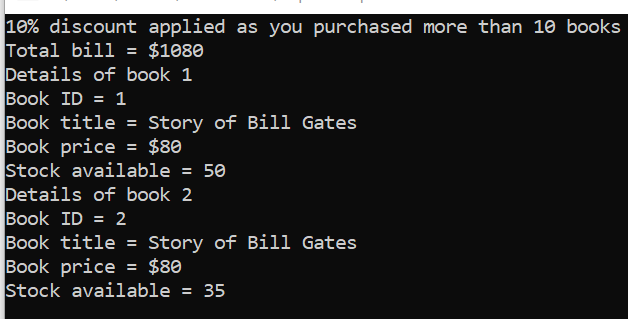 10% discount applied as you purchased more than 10 books
Total bill = $1080
Details of book 1
Book ID = 1
Book title = Story of Bill Gates
Book price = $80
Stock available = 50
Details of book 2
Book ID = 2
Book title = Story of Bill Gates
Book price = $80
Stock available = 35